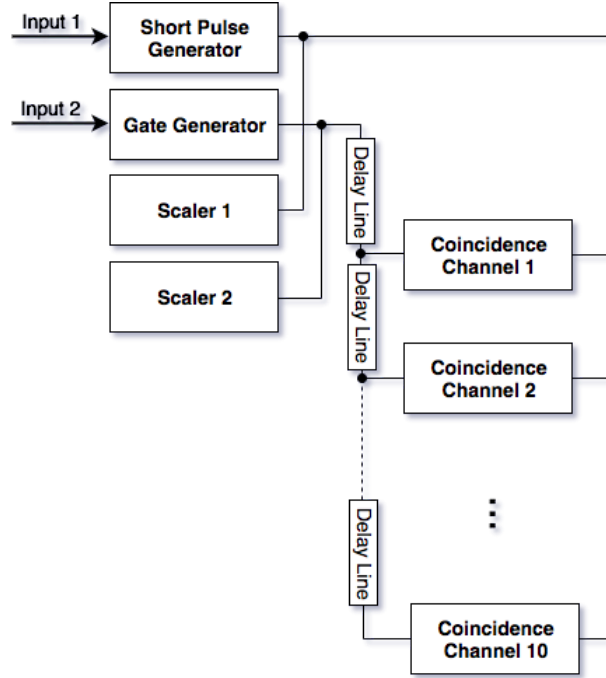 Input 1
Short Pulse
Generator
Input 2
Gate Generator
Delay Line
Scaler 1
Coincidence
Channel 1
Scaler 2
Delay Line
Coincidence
Channel 2
Delay Line
Coincidence
Channel 10